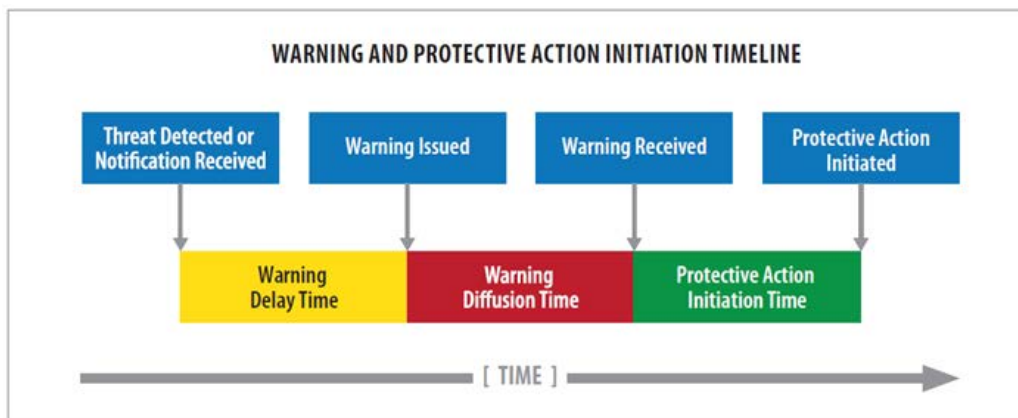 WARNING AND PROTECTIVE ACTION INITIATION TIMELINE
Threat Detected or
Notification Received
Warning Issued
Warning Received
Protective Action
Initiated
Warning
Delay Time
Warning
Diffusion Time
Protective Action
Initiation Time
[ TIME ]